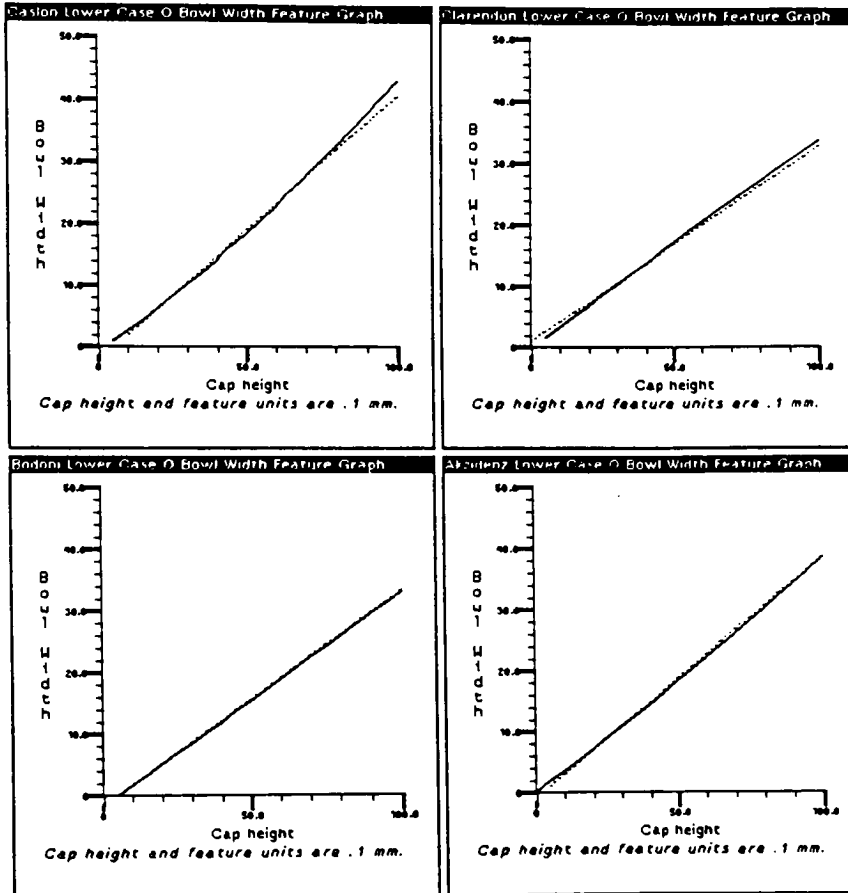 Caslon Lower Case O Bowl Width Feature Graph
50.0
40.0
30.0
20.0
10.0
0
Bowl Width
0
50.0
100.0
Cap height
Cap height and feature units are .1 mm.
Clarendon Lower Case O Bowl Width Feature Graph
50.0
40.0
30.0
20.0
10.0
0
Bowl Width
0
50.0
100.0
Cap height
Cap height and feature units are .1 mm.
Bodoni Lower Case O Bowl Width Feature Graph
50.0
40.0
30.0
20.0
10.0
0
Bowl Width
50.0
100.0
Cap height
Cap height and feature units are .1 mm.
Akzidenz Lower Case O Bowl Width Feature Graph
50.0
40.0
30.0
20.0
10.0
0
Bowl Width
0
50.0
100.0
Cap height
Cap height and feature units are .1 mm.